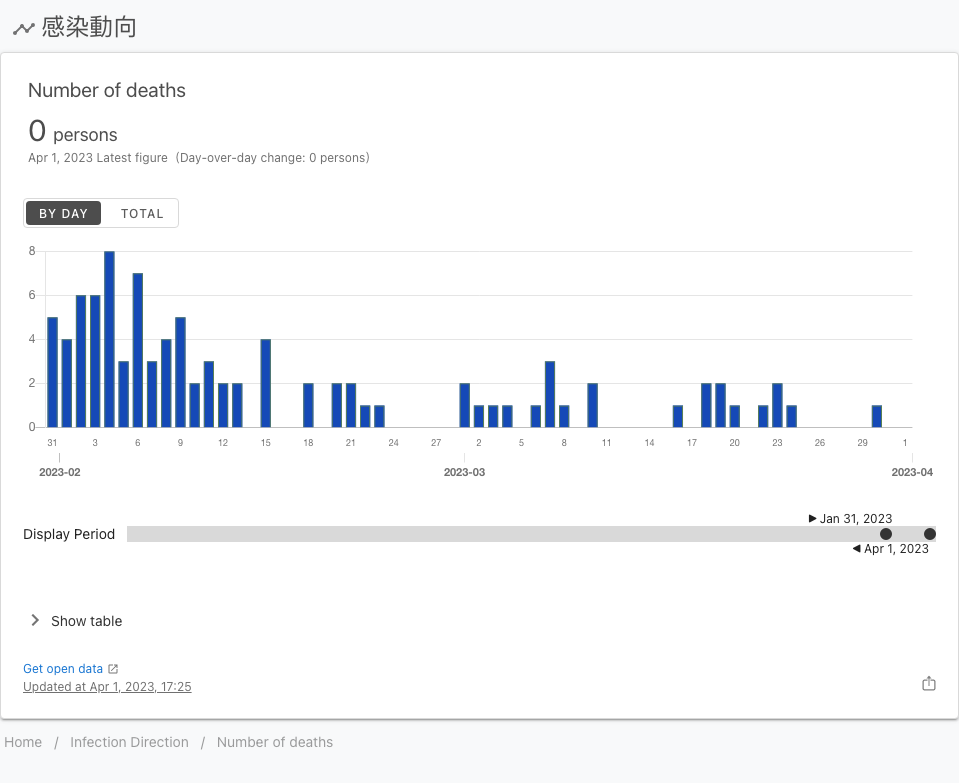 感染動向
Number of deaths
0 persons
Apr 1, 2023 Latest figure (Day-over-day change: 0 persons)
BY DAY TOTAL
8
6
4
2
0
31 3 6 9 12 15 18 21 24 27 2 5 8 11 14 17 20 23 26 29 1
2023-02 2023-03 2023-04
Jan 31, 2023
Display Period
Apr 1, 2023
Show table
Get open data
Updated at Apr 1, 2023, 17:25
Home / Infection Direction / Number of deaths